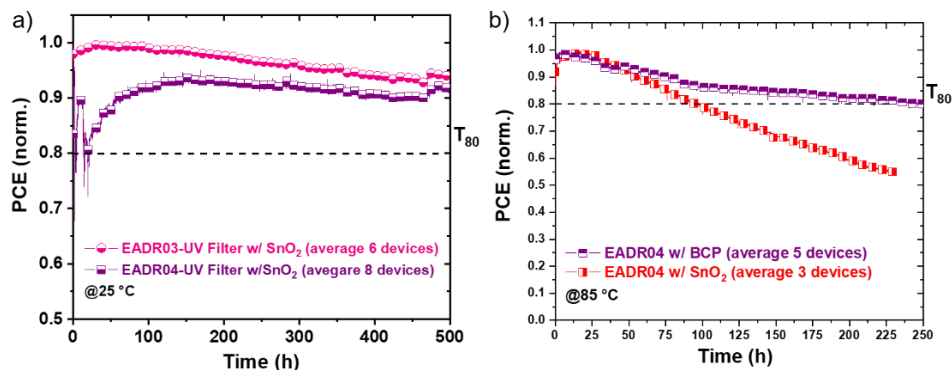 a)
1.0
0.9
0.8
0.7
0.6
0.5
PCE (norm.)
T80
EADR03-UV Filter w/ SnO2 (average 6 devices)
EADR04-UV Filter w/SnO2 (avegare 8 devices)
@25 °C
0 100 200 300 400 500
Time (h)
b)
1.1
1.0
0.9
0.8
0.7
0.6
0.5
0.4
0.3
0.2
0.1
0.0
PCE (norm.)
T80
EADR04 w/ BCP (average 5 devices)
EADR04 w/ SnO2 (average 3 devices)
@85 °C
0 25 50 75 100 125 150 175 200 225 250
Time (h)